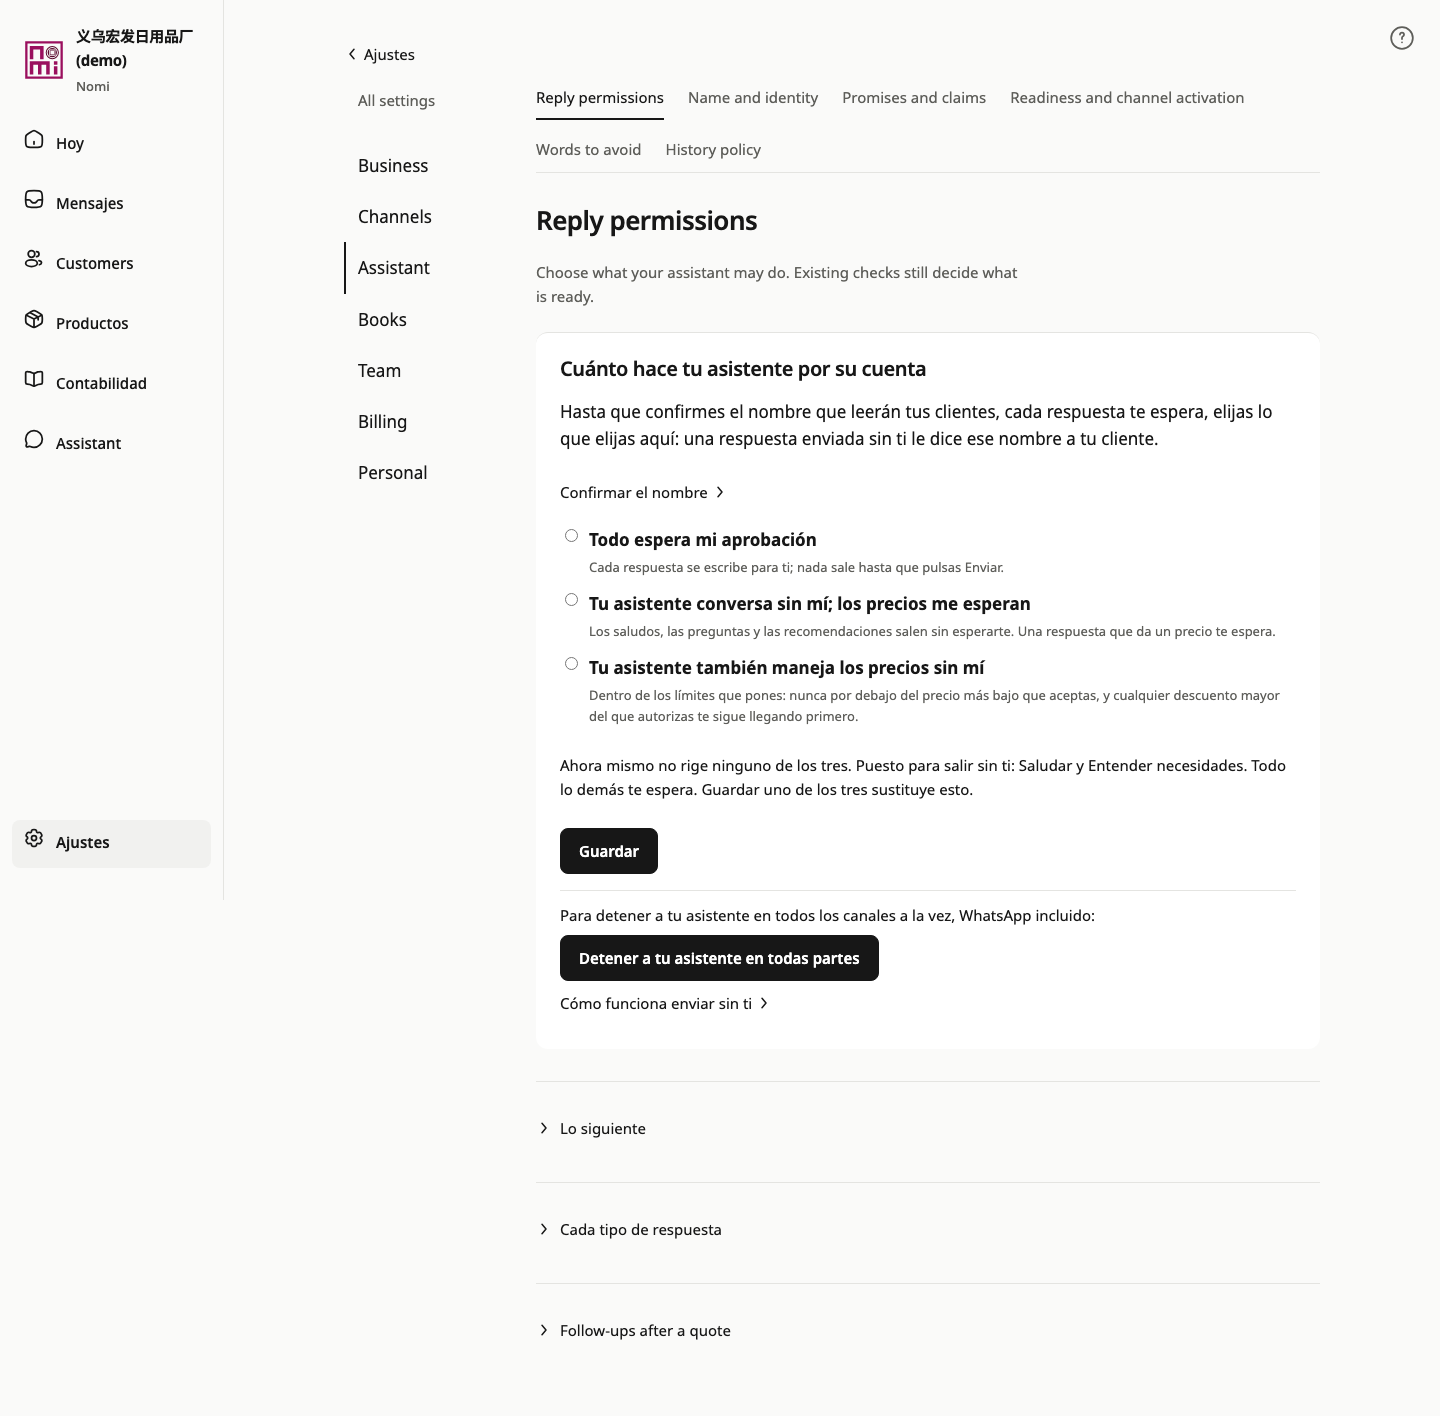 义乌宏发日用品厂
(demo)
Nomi
Hoy
Mensajes
Customers
Productos
Contabilidad
Assistant
Ajustes
Ajustes
All settings
Business
Channels
Assistant
Books
Team
Billing
Personal
Reply permissions
Name and identity
Promises and claims
Readiness and channel activation
Words to avoid
History policy
Reply permissions
Choose what your assistant may do. Existing checks still decide what
is ready.
Cuánto hace tu asistente por su cuenta
Hasta que confirmes el nombre que leerán tus clientes, cada respuesta te espera, elijas lo
que elijas aquí: una respuesta enviada sin ti le dice ese nombre a tu cliente.
Confirmar el nombre
Todo espera mi aprobación
Cada respuesta se escribe para ti; nada sale hasta que pulsas Enviar.
Tu asistente conversa sin mí; los precios me esperan
Los saludos, las preguntas y las recomendaciones salen sin esperarte. Una respuesta que da un precio te espera.
Tu asistente también maneja los precios sin mí
Dentro de los límites que pones: nunca por debajo del precio más bajo que aceptas, y cualquier descuento mayor
del que autorizas te sigue llegando primero.
Ahora mismo no rige ninguno de los tres. Puesto para salir sin ti: Saludar y Entender necesidades. Todo
lo demás te espera. Guardar uno de los tres sustituye esto.
Guardar
Para detener a tu asistente en todos los canales a la vez, WhatsApp incluido:
Detener a tu asistente en todas partes
Cómo funciona enviar sin ti
Lo siguiente
Cada tipo de respuesta
Follow-ups after a quote